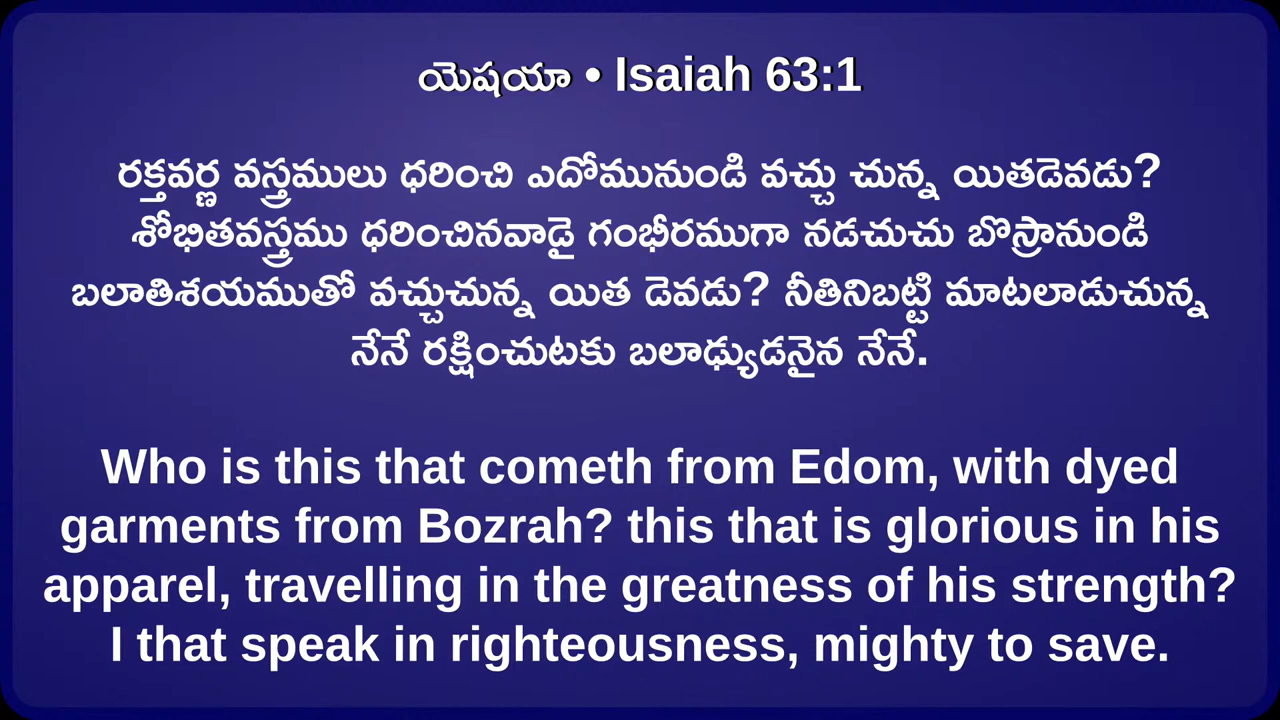 యెషయా • Isaiah 63:1
రక్తవర్ణ వస్త్రములు ధరించి ఎదోమునుండి వచ్చు చున్న యితడెవడు?
శోభితవస్త్రము ధరించినవాడై గంభీరముగా నడచుచు బొస్రానుండి
బలాతిశయముతో వచ్చుచున్న యిత డెవడు? నీతినిబట్టి మాటలాడుచున్న
నేనే రక్షించుటకు బలాఢ్యుడనైన నేనే.
Who is this that cometh from Edom, with dyed
garments from Bozrah? this that is glorious in his
apparel, travelling in the greatness of his strength?
I that speak in righteousness, mighty to save.